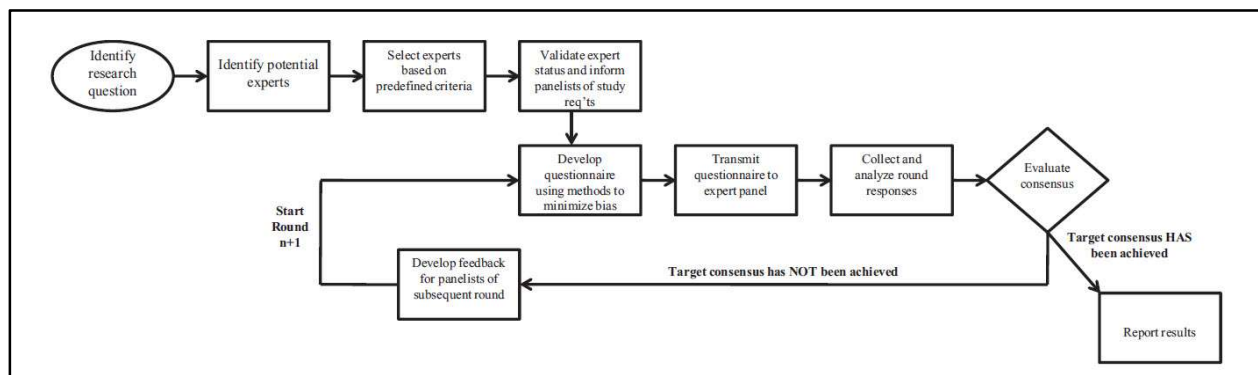 Identify
research
question
Identify potential
experts
Select experts
based on
predefined criteria
Validate expert
status and inform
panelists of study
req'ts
Develop
questionnaire
using methods to
minimize bias
Transmit
questionnaire to
expert panel
Collect and
analyze round
responses
Evaluate
consensus
Start
Round
n+1
Develop feedback
for panelists of
subsequent round
Target consensus has NOT been achieved
Target consensus HAS
been achieved
Report results